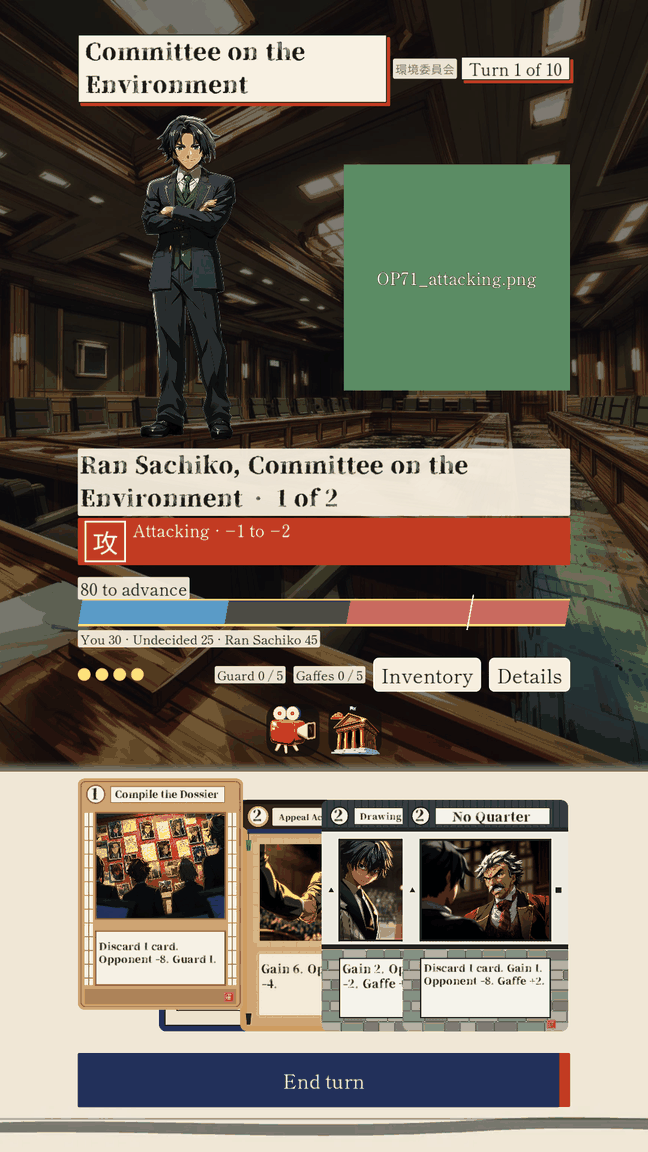 Committee on the
Environment
環境委員会
Turn 1 of 10
OP71_attacking.png
Ran Sachiko, Committee on the
Environment · 1 of 2
攻
Attacking · −1 to −2
80 to advance
You 30 · Undecided 25 · Ran Sachiko 45
Guard 0 / 5
Gaffes 0 / 5
Inventory
Details
1
Compile the Dossier
Discard 1 card.
Opponent -8. Guard 1.
2
Appeal Ac
Gain 6. Op
-4.
2
Drawing
Gain 2. Op
-2. Gaffe
2
No Quarter
Discard 1 card. Gain 1.
Opponent -8. Gaffe +2.
End turn